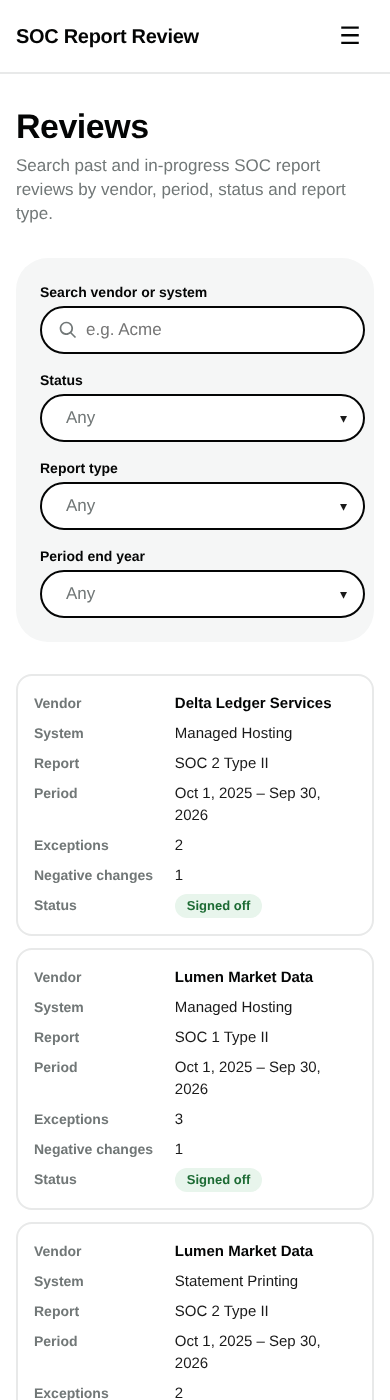 SOC Report Review
☰
Reviews
Search past and in-progress SOC report
reviews by vendor, period, status and report
type.
Search vendor or system
e.g. Acme
Status
Any
Report type
Any
Period end year
Any
Vendor Delta Ledger Services
System Managed Hosting
Report SOC 2 Type II
Period Oct 1, 2025 – Sep 30,
2026
Exceptions 2
Negative changes 1
Status Signed off
Vendor Lumen Market Data
System Managed Hosting
Report SOC 1 Type II
Period Oct 1, 2025 – Sep 30,
2026
Exceptions 3
Negative changes 1
Status Signed off
Vendor Lumen Market Data
System Statement Printing
Report SOC 2 Type II
Period Oct 1, 2025 – Sep 30,
2026
Exceptions 2